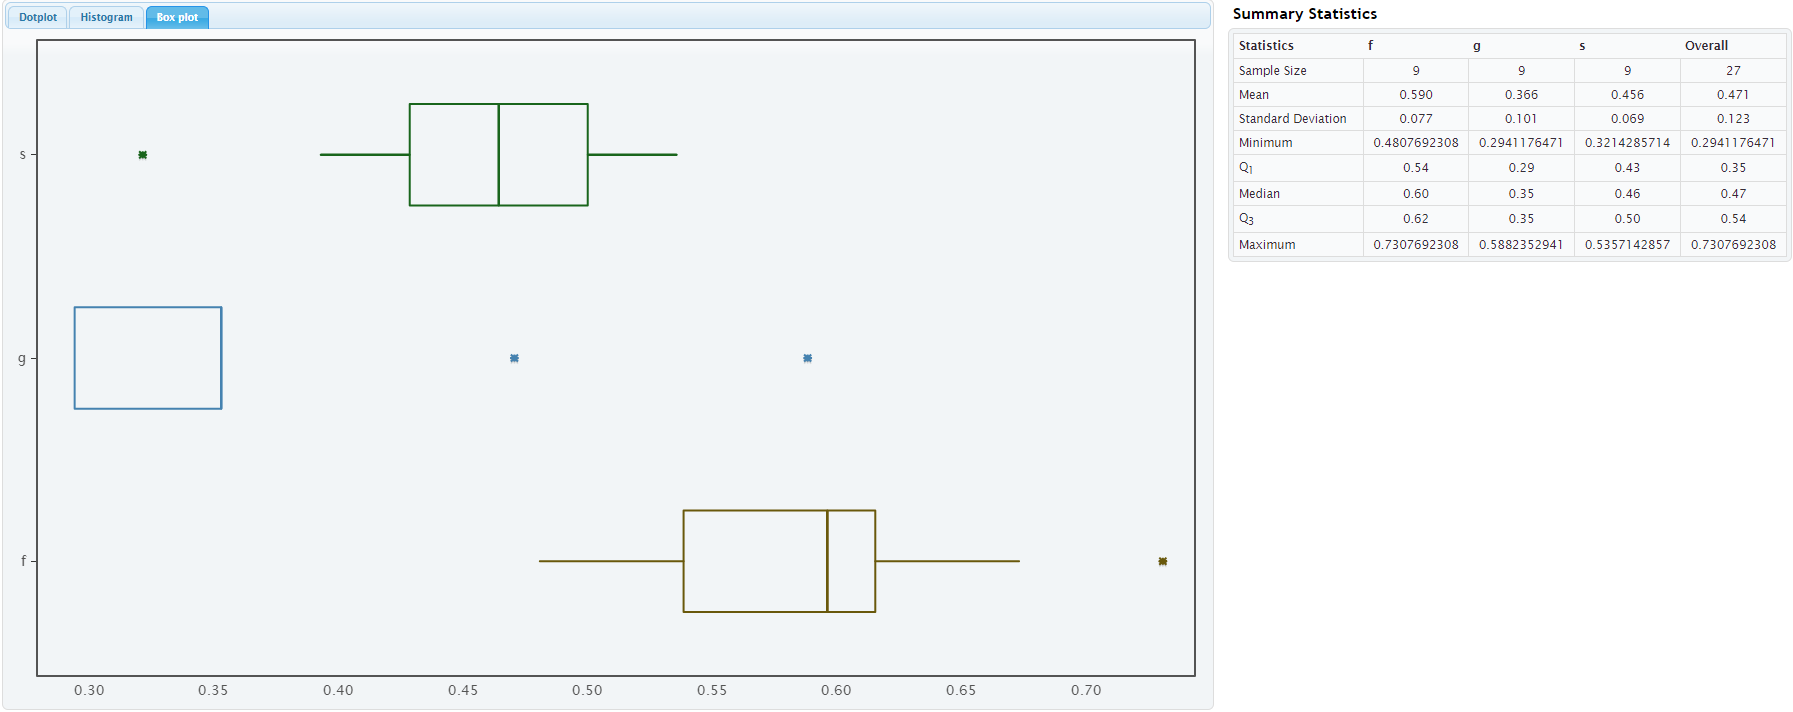 Dotplot Histogram Box plot
s
g
f
0.30 0.35 0.40 0.45 0.50 0.55 0.60 0.65 0.70
Summary Statistics
Statistics f g s Overall
Sample Size 9 9 9 27
Mean 0.590 0.366 0.456 0.471
Standard Deviation 0.077 0.101 0.069 0.123
Minimum 0.4807692308 0.2941176471 0.3214285714 0.2941176471
Q1 0.54 0.29 0.43 0.35
Median 0.60 0.35 0.46 0.47
Q3 0.62 0.35 0.50 0.54
Maximum 0.7307692308 0.5882352941 0.5357142857 0.7307692308